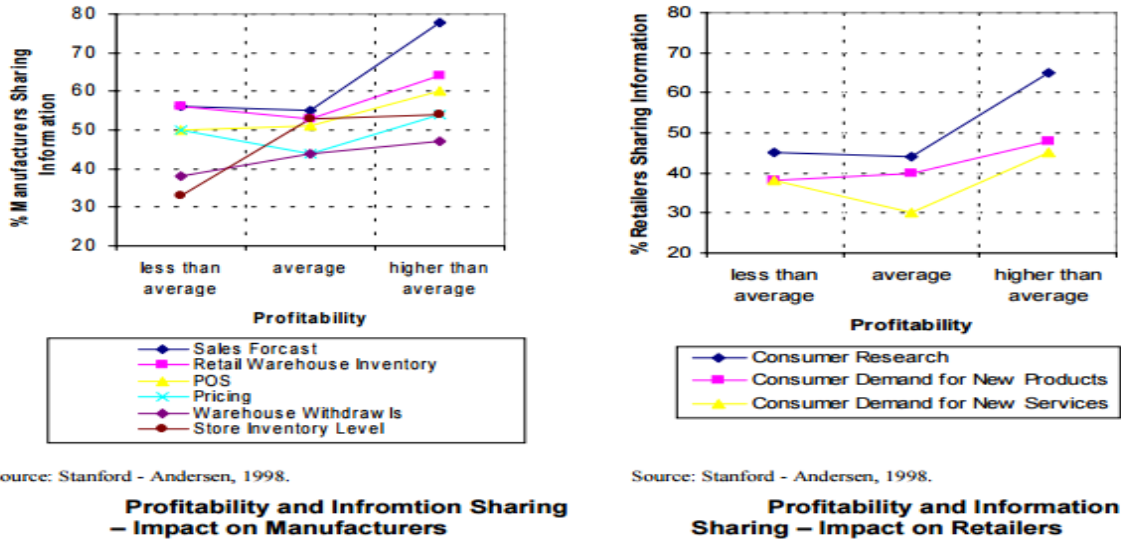 80
70
60
50
40
30
20
% Manufacturers Sharing
Information
less than
average
average
higher than
average
Profitability
Sales Forcast
Retail Warehouse Inventory
POS
Pricing
Warehouse Withdraw ls
Store Inventory Level
ource: Stanford - Andersen, 1998.
Profitability and Infromtion Sharing
– Impact on Manufacturers
80
70
60
50
40
30
20
% Retailers Sharing Information
less than
average
average
higher than
average
Profitability
Consumer Research
Consumer Demand for New Products
Consumer Demand for New Services
Source: Stanford - Andersen, 1998.
Profitability and Information
Sharing – Impact on Retailers